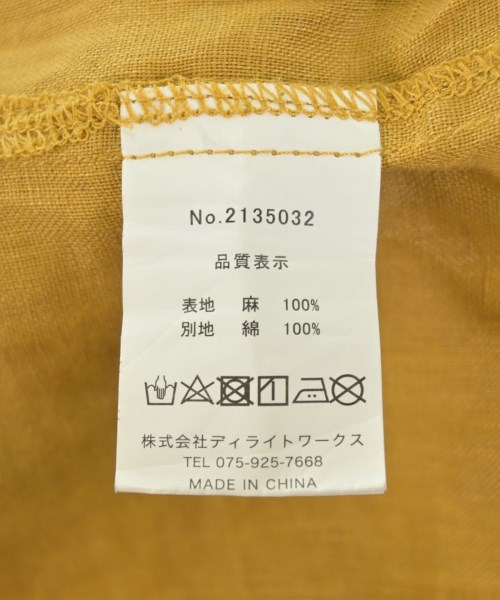 No.2135032
品質表示
表地 麻 100%
別地 綿 100%
株式会社ディライトワークス
TEL 075-925-7668
MADE IN CHINA